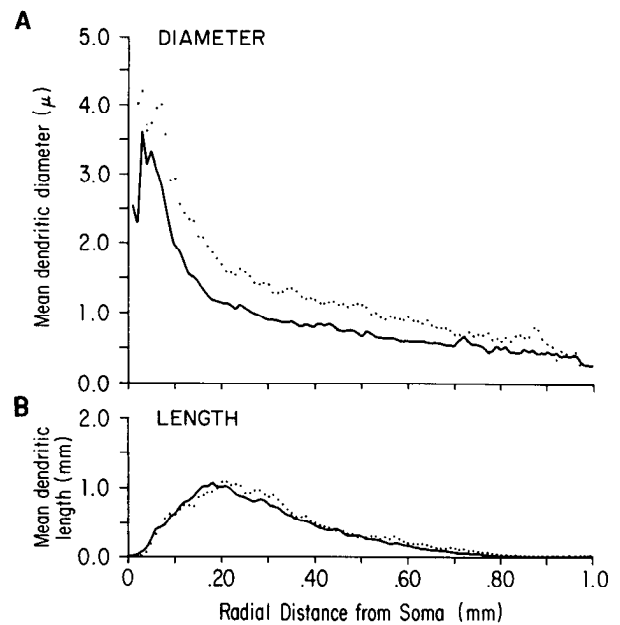 A
DIAMETER
Mean dendritic diameter (μ)
5.0
4.0
3.0
2.0
1.0
0.0
B
LENGTH
Mean dendritic
length (mm)
2.0
1.0
0.0
0 .20 .40 .60 .80 1.0
Radial Distance from Soma (mm)